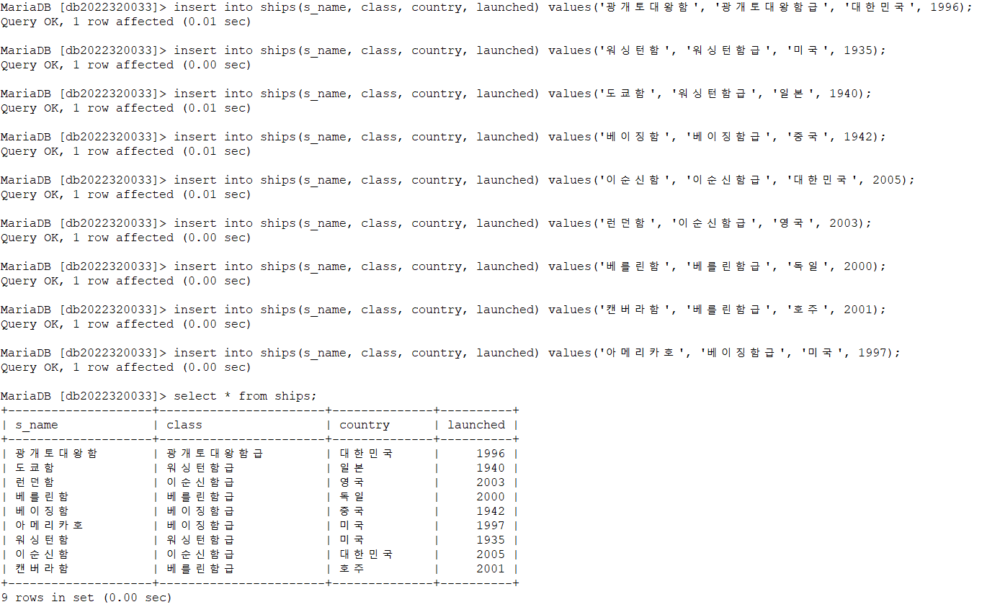 MariaDB [db2022320033]> insert into ships(s_name, class, country, launched) values('광개토대왕함', '광개토대왕함급', '대한민국', 1996);
Query OK, 1 row affected (0.01 sec)
MariaDB [db2022320033]> insert into ships(s_name, class, country, launched) values('워싱턴함', '워싱턴함급', '미국', 1935);
Query OK, 1 row affected (0.00 sec)
MariaDB [db2022320033]> insert into ships(s_name, class, country, launched) values('도쿄함', '워싱턴함급', '일본', 1940);
Query OK, 1 row affected (0.01 sec)
MariaDB [db2022320033]> insert into ships(s_name, class, country, launched) values('베이징함', '베이징함급', '중국', 1942);
Query OK, 1 row affected (0.01 sec)
MariaDB [db2022320033]> insert into ships(s_name, class, country, launched) values('이순신함', '이순신함급', '대한민국', 2005);
Query OK, 1 row affected (0.01 sec)
MariaDB [db2022320033]> insert into ships(s_name, class, country, launched) values('런던함', '이순신함급', '영국', 2003);
Query OK, 1 row affected (0.00 sec)
MariaDB [db2022320033]> insert into ships(s_name, class, country, launched) values('베를린함', '베를린함급', '독일', 2000);
Query OK, 1 row affected (0.00 sec)
MariaDB [db2022320033]> insert into ships(s_name, class, country, launched) values('캔버라함', '베를린함급', '호주', 2001);
Query OK, 1 row affected (0.00 sec)
MariaDB [db2022320033]> insert into ships(s_name, class, country, launched) values('아메리카호', '베이징함급', '미국', 1997);
Query OK, 1 row affected (0.00 sec)
MariaDB [db2022320033]> select * from ships;
+--------------------+-----------------------+--------------+----------+
| s_name | class | country | launched |
+--------------------+-----------------------+--------------+----------+
| 광개토대왕함 | 광개토대왕함급 | 대한민국 | 1996 |
| 도쿄함 | 워싱턴함급 | 일본 | 1940 |
| 런던함 | 이순신함급 | 영국 | 2003 |
| 베를린함 | 베를린함급 | 독일 | 2000 |
| 베이징함 | 베이징함급 | 중국 | 1942 |
| 아메리카호 | 베이징함급 | 미국 | 1997 |
| 워싱턴함 | 워싱턴함급 | 미국 | 1935 |
| 이순신함 | 이순신함급 | 대한민국 | 2005 |
| 캔버라함 | 베를린함급 | 호주 | 2001 |
+--------------------+-----------------------+--------------+----------+
9 rows in set (0.00 sec)